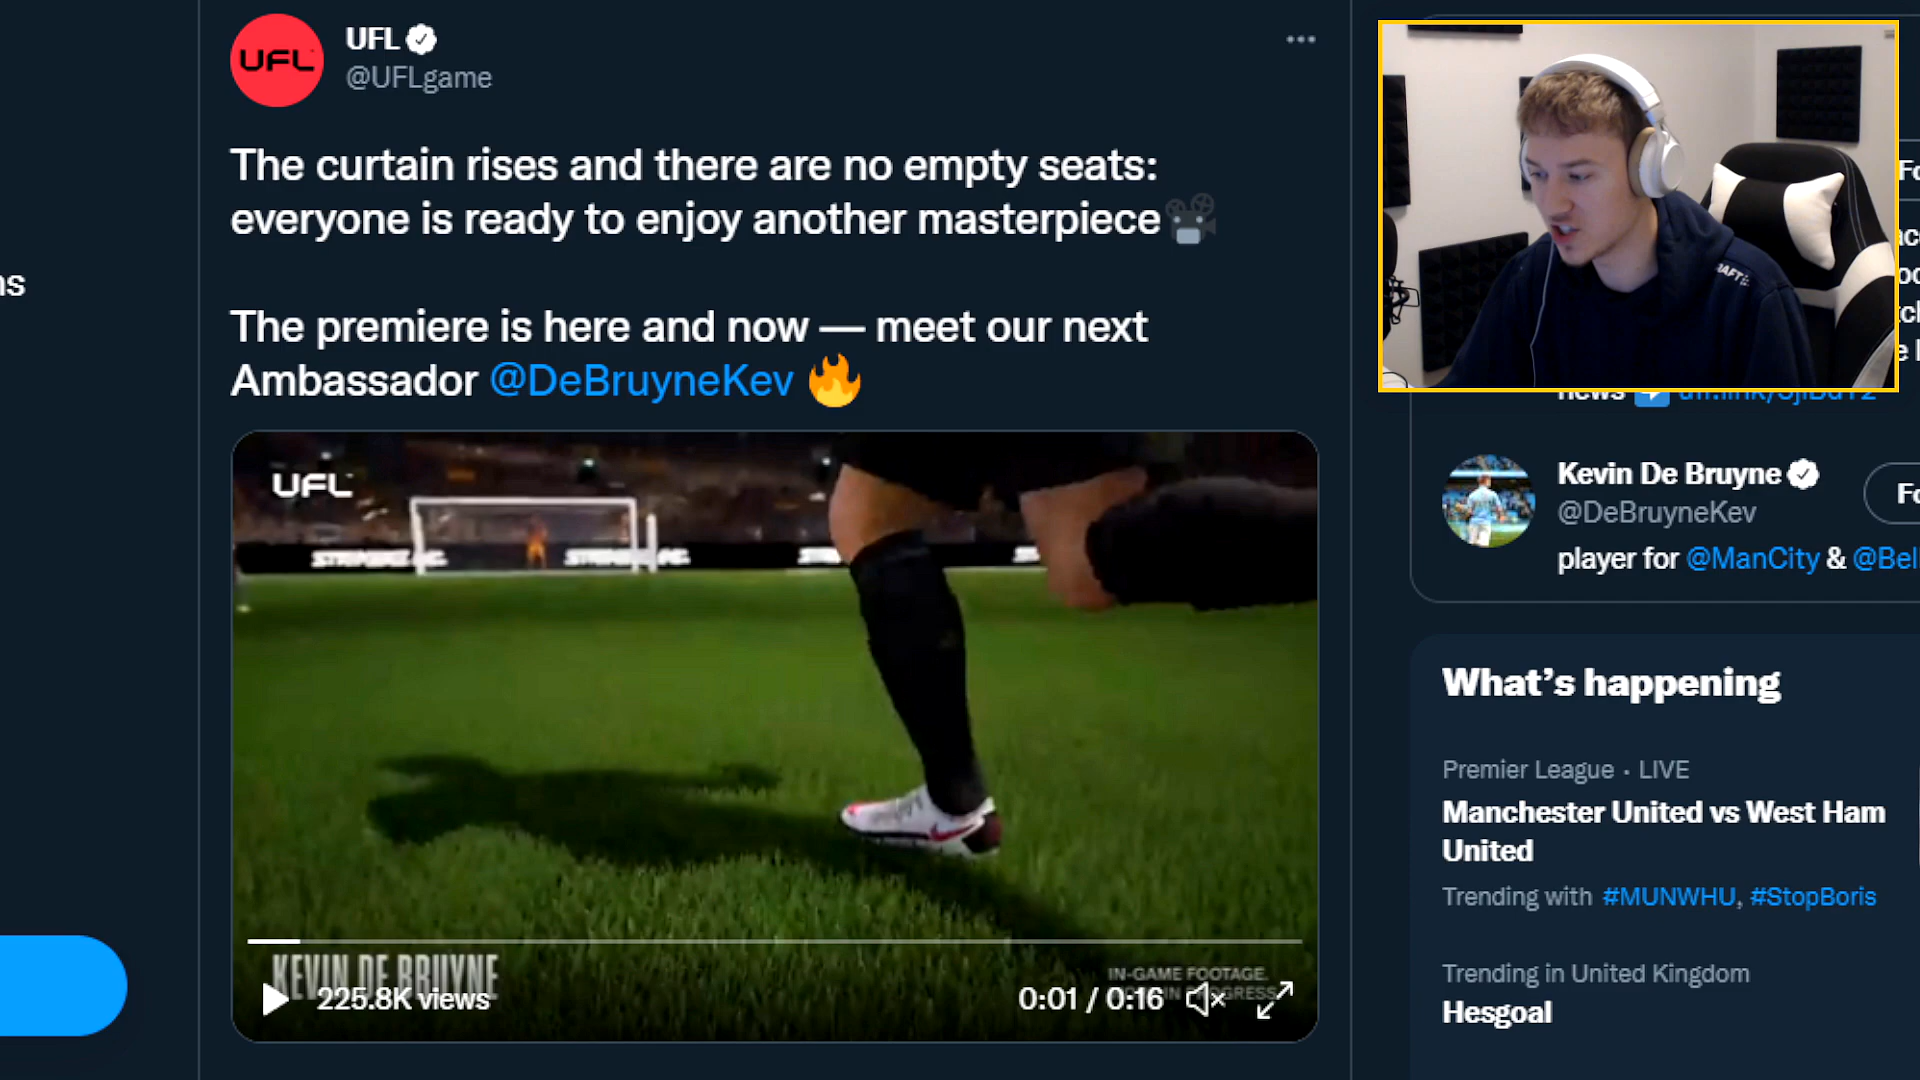 UFL
UFL
@UFLgame
The curtain rises and there are no empty seats:
everyone is ready to enjoy another masterpiece
The premiere is here and now — meet our next
Ambassador @DeBruyneKev
UFL
KEVIN DE BRUYNE
225.8K views
IN-GAME FOOTAGE.
0:01 / 0:16
news
Kevin De Bruyne
@DeBruyneKev
player for @ManCity & @Bel
Fo
What's happening
Premier League · LIVE
Manchester United vs West Ham
United
Trending with #MUNWHU, #StopBoris
Trending in United Kingdom
Hesgoal